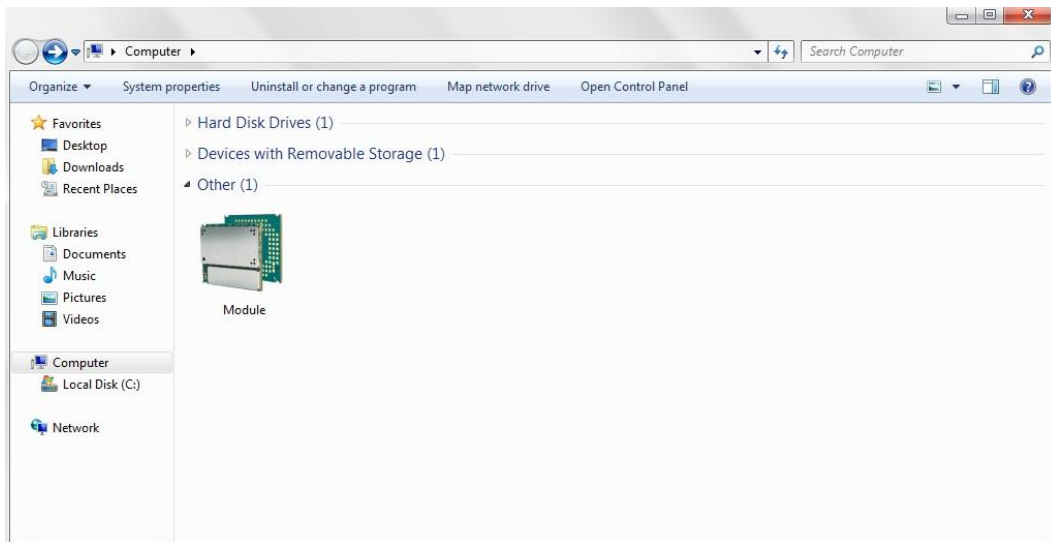 Computer
Search Computer
Organize
System properties
Uninstall or change a program
Map network drive
Open Control Panel
Favorites
Desktop
Downloads
Recent Places
Libraries
Documents
Music
Pictures
Videos
Computer
Local Disk (C:)
Network
Hard Disk Drives (1)
Devices with Removable Storage (1)
Other (1)
Module